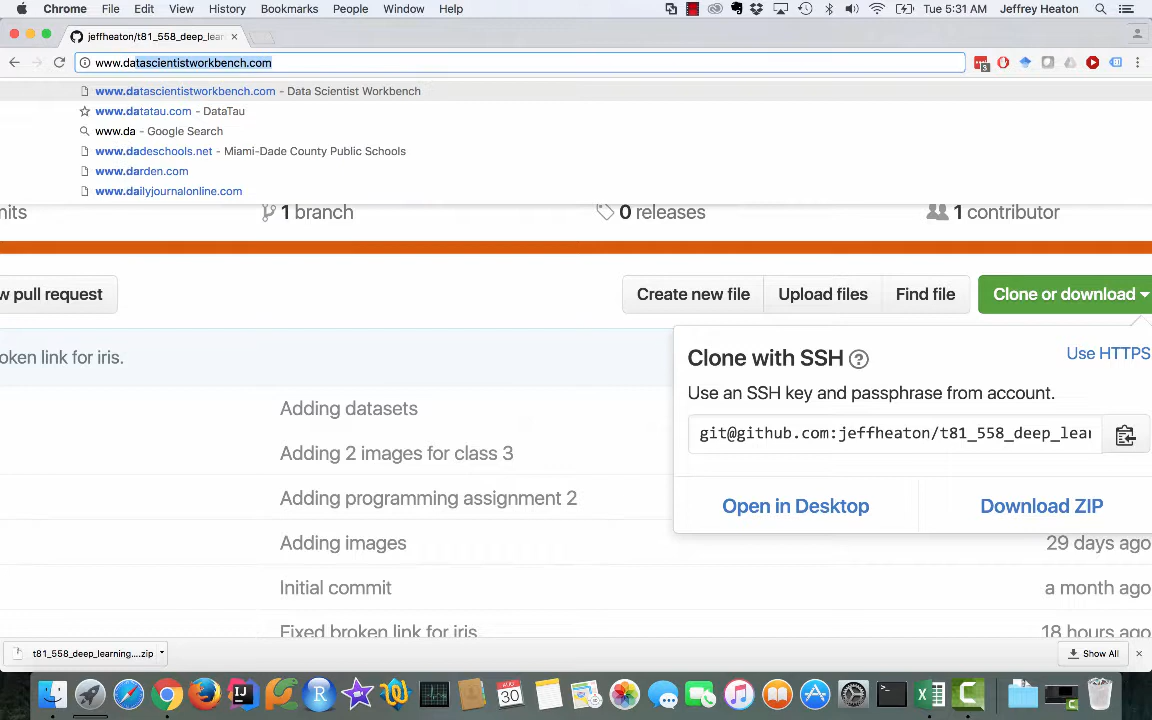 Chrome File Edit View History Bookmarks People Window Help Tue 5:31 AM Jeffrey Heaton
jeffheaton/t81_558_deep_lear
www.datascientistworkbench.com
3
www.datascientistworkbench.com - Data Scientist Workbench
www.datatau.com - DataTau
www.da - Google Search
www.dadeschools.net - Miami-Dade County Public Schools
www.darden.com
www.dailyjournalonline.com
mits 1 branch 0 releases 1 contributor
w pull request Create new file Upload files Find file Clone or download
oken link for iris.
Clone with SSH ? Use HTTPS
Use an SSH key and passphrase from account.
git@github.com:jeffheaton/t81_558_deep_lear
Open in Desktop Download ZIP
Adding datasets
Adding 2 images for class 3
Adding programming assignment 2
Adding images 29 days ago
Initial commit a month ago
Fixed broken link for iris 18 hours ago
t81_558_deep_learning....zip Show All
AUG
30